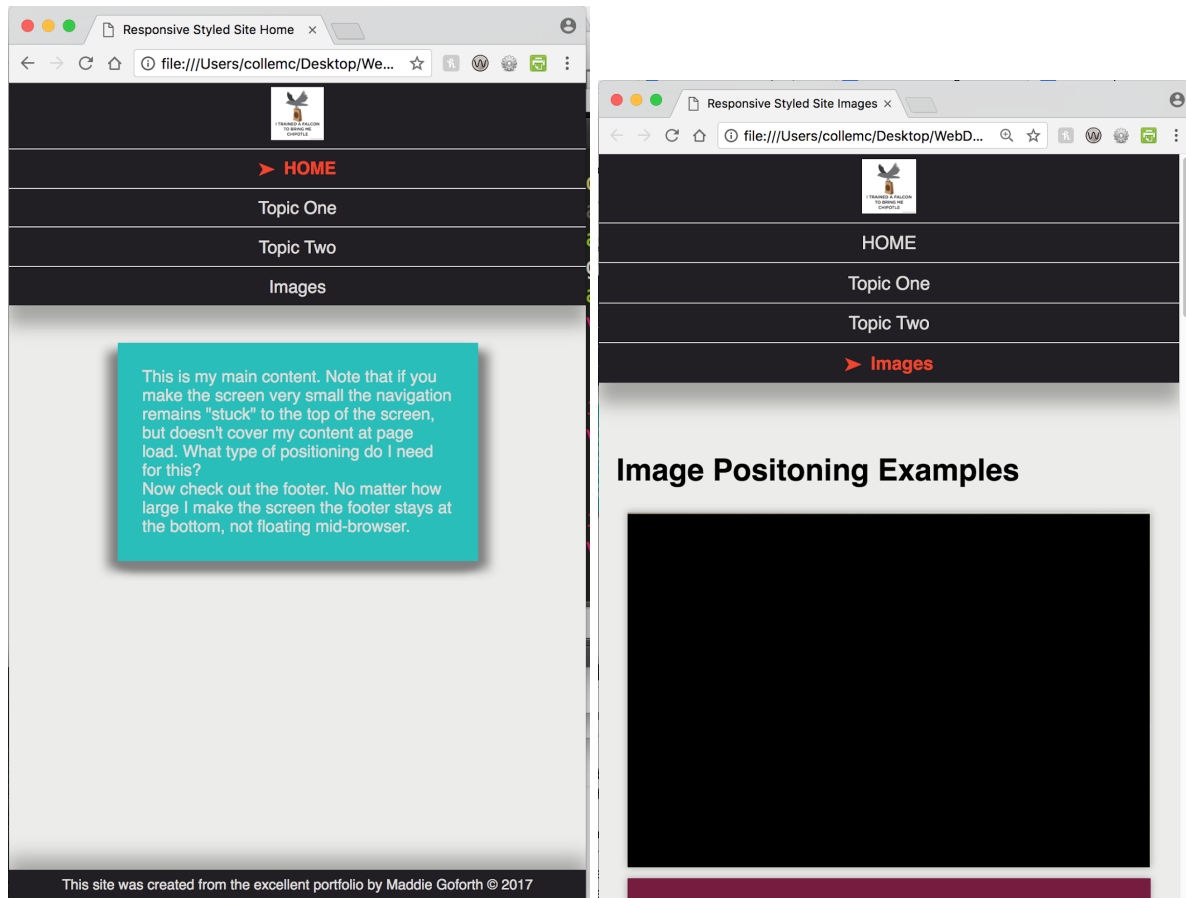 Responsive Styled Site Home
file:///Users/collemc/Desktop/We...
I TRAINED A FALCON
TO BRING ME
CHIPOTLE
➤ HOME
Topic One
Topic Two
Images
This is my main content. Note that if you
make the screen very small the navigation
remains "stuck" to the top of the screen,
but doesn't cover my content at page
load. What type of positioning do I need
for this?
Now check out the footer. No matter how
large I make the screen the footer stays at
the bottom, not floating mid-browser.
This site was created from the excellent portfolio by Maddie Goforth © 2017
Responsive Styled Site Images
file:///Users/collemc/Desktop/WebD...
I TRAINED A FALCON
TO BRING ME
CHIPOTLE
HOME
Topic One
Topic Two
➤ Images
Image Positoning Examples